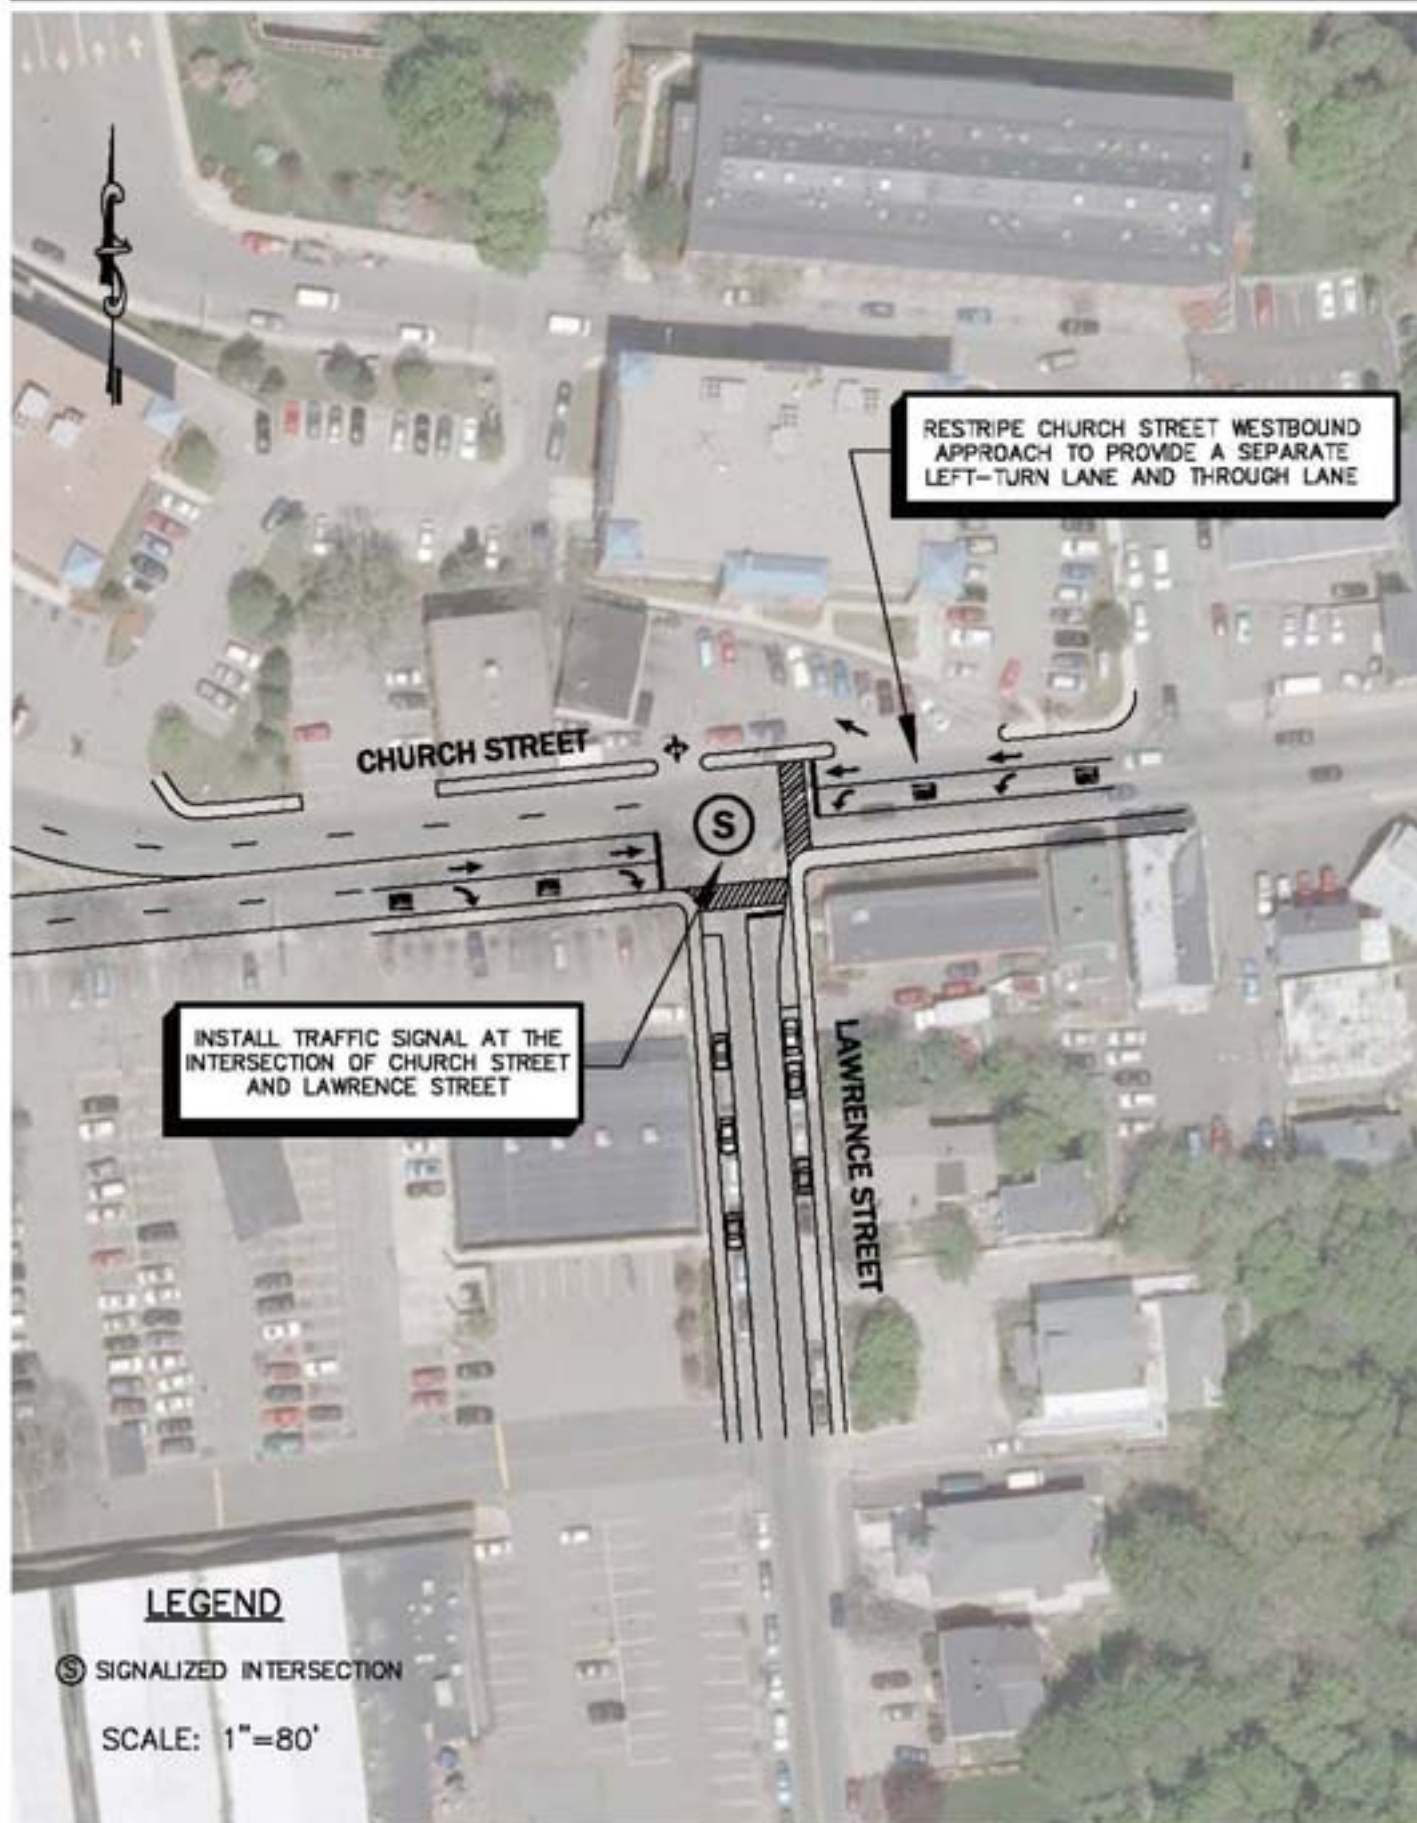 RESTRIPE CHURCH STREET WESTBOUND
APPROACH TO PROVIDE A SEPARATE
LEFT-TURN LANE AND THROUGH LANE
CHURCH STREET
S
INSTALL TRAFFIC SIGNAL AT THE
INTERSECTION OF CHURCH STREET
AND LAWRENCE STREET
LAWRENCE STREET
LEGEND
Ⓢ SIGNALIZED INTERSECTION
SCALE: 1"=80'